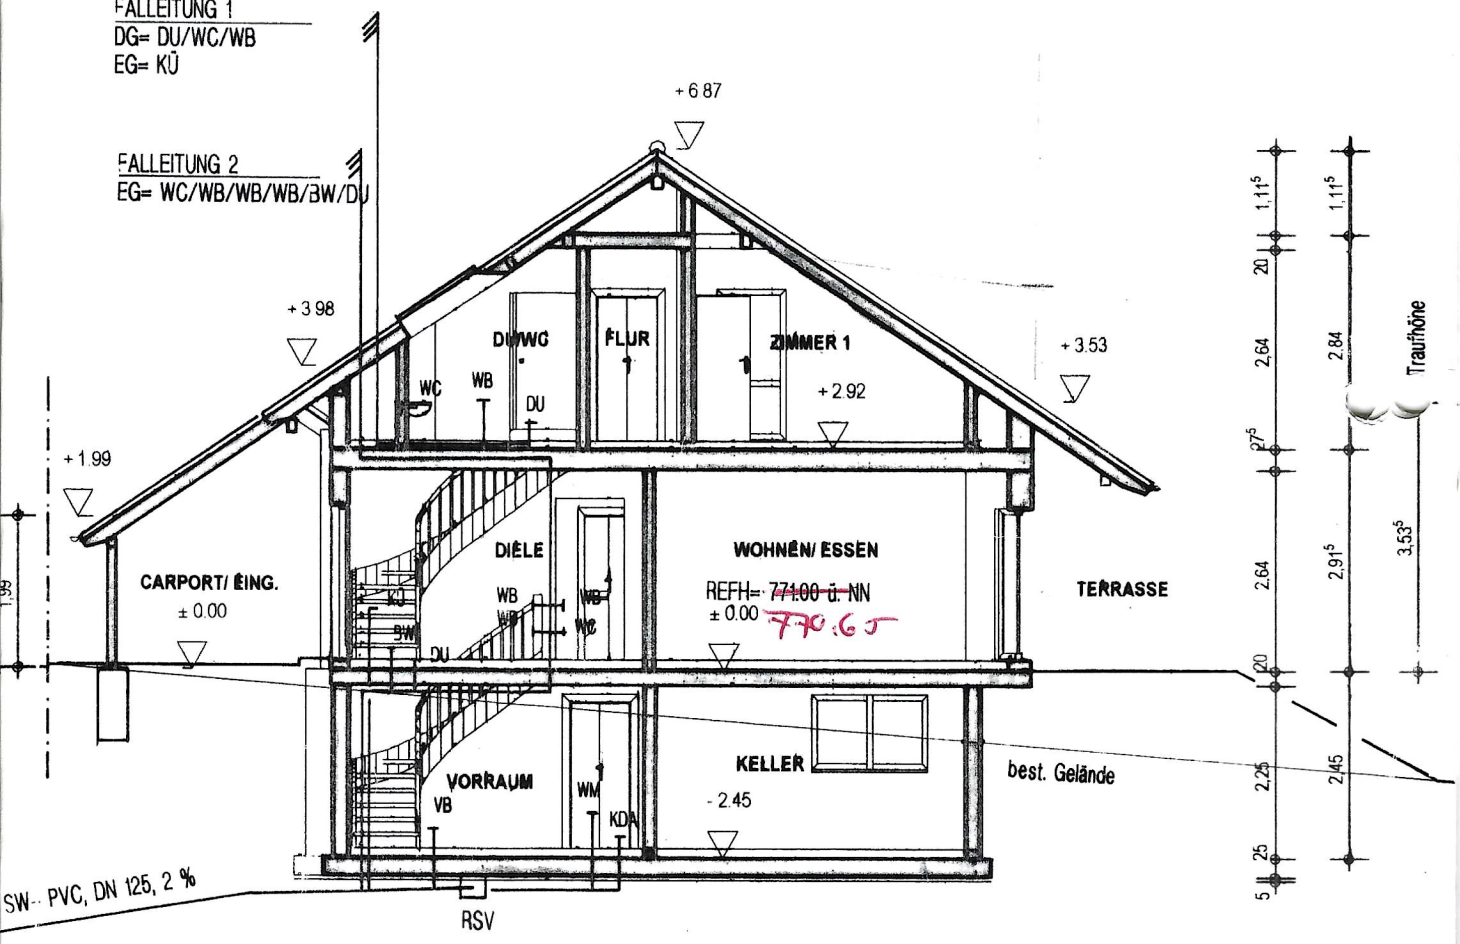 FALLEITUNG 1
DG= DU/WC/WB
EG= KÜ
FALLEITUNG 2
EG= WC/WB/WB/WB/BW/DU
+ 6 87
+ 3 98
+ 1.99
+ 3.53
+ 2.92
DU/WC
FLUR
ZIMMER 1
WC
WB
DU
DIELE
WOHNEN/ ESSEN
REFH= 771.00 ü. NN
± 0.00
770.65
CARPORT/ EING.
± 0.00
TERRASSE
KÜ
BW
DU
WB
WB
WB
WC
VORRAUM
VB
WM
KDA
KELLER
- 2.45
best. Gelände
SW-- PVC, DN 125, 2 %
RSV
1,99
1,11⁵
20
2,64
27⁵
2.64
20
2,25
25
5
1,11⁵
2.84
2,91⁵
2,45
Traufhöhe
3,53⁵